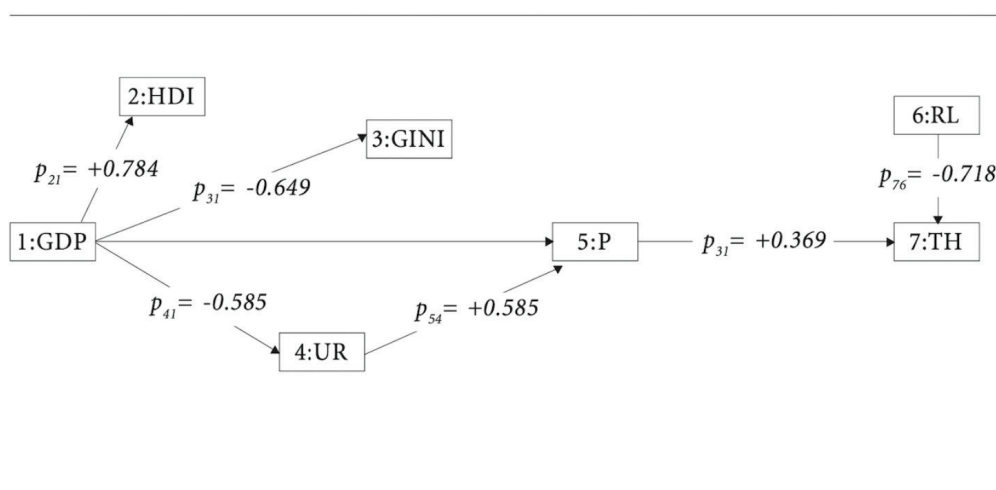 2:HDI
6:RL
3:GINI
p21= +0.784
p76= -0.718
p31= -0.649
1:GDP
5:P
p31= +0.369
7:TH
p41= -0.585
p54= +0.585
4:UR